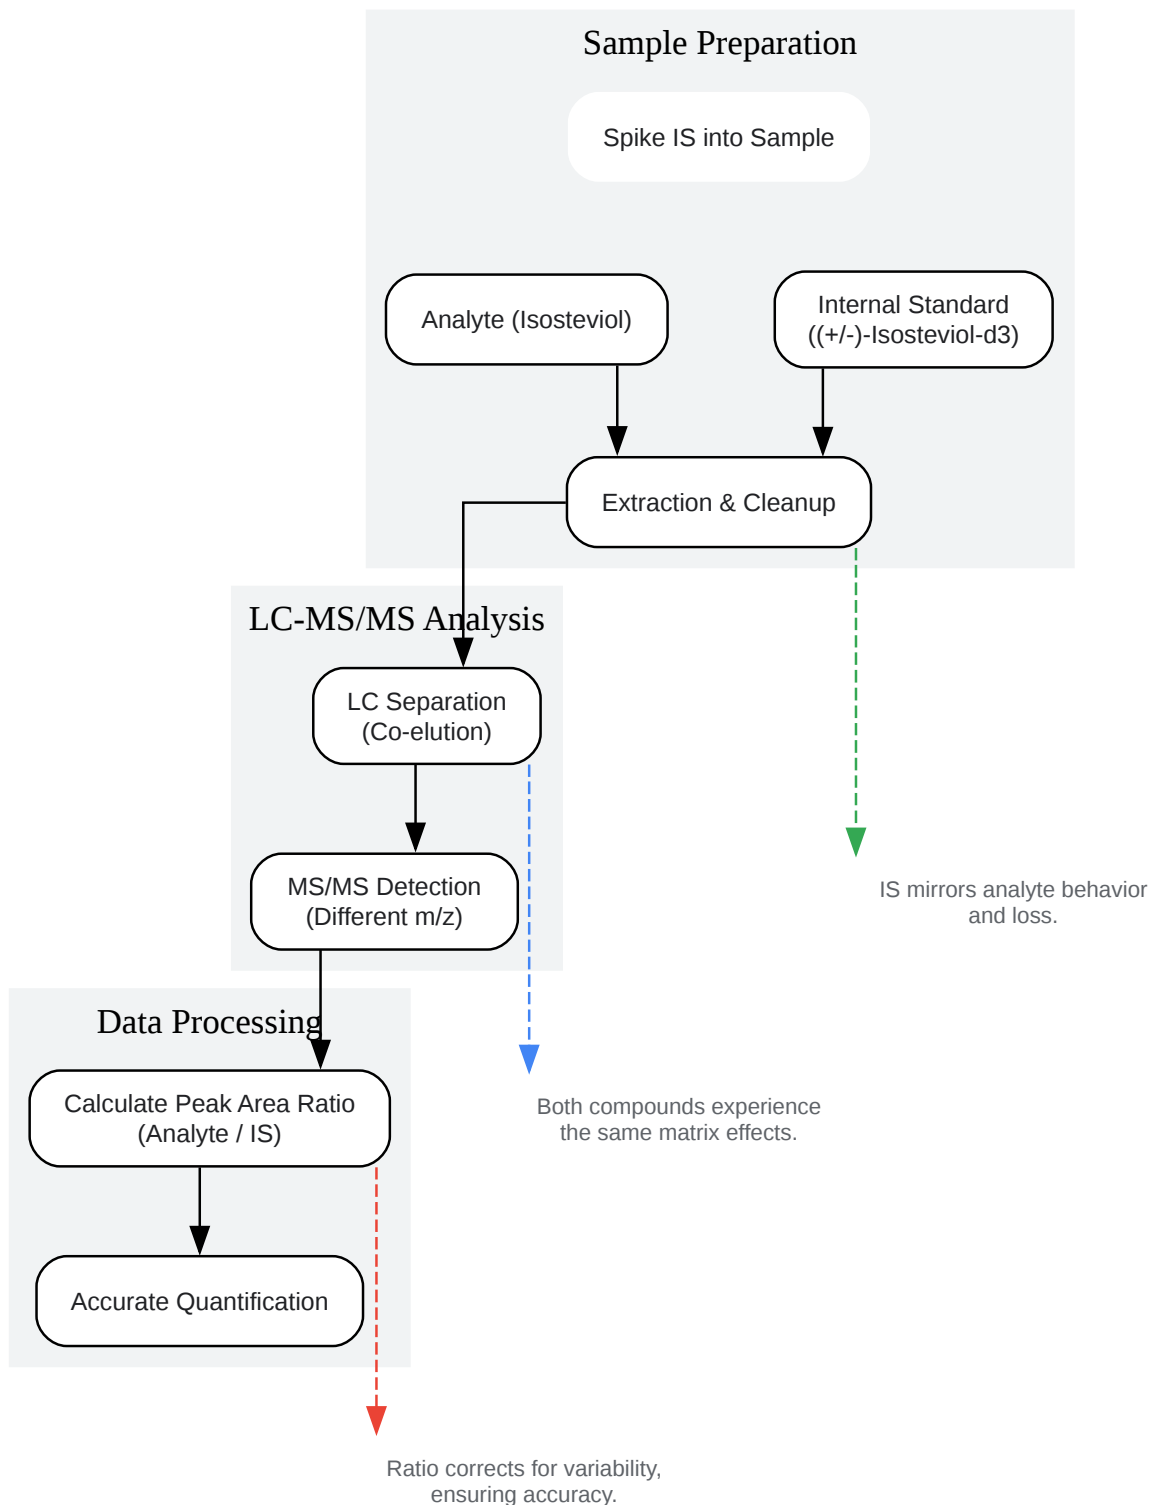 Sample Preparation
Spike IS into Sample
Analyte (Isosteviol)
Internal Standard
((+/-)-Isosteviol-d3)
Extraction & Cleanup
LC-MS/MS Analysis
LC Separation
(Co-elution)
MS/MS Detection
(Different m/z)
IS mirrors analyte behavior
and loss.
Data Processing
Calculate Peak Area Ratio
(Analyte / IS)
Both compounds experience
the same matrix effects.
Accurate Quantification
Ratio corrects for variability,
ensuring accuracy.